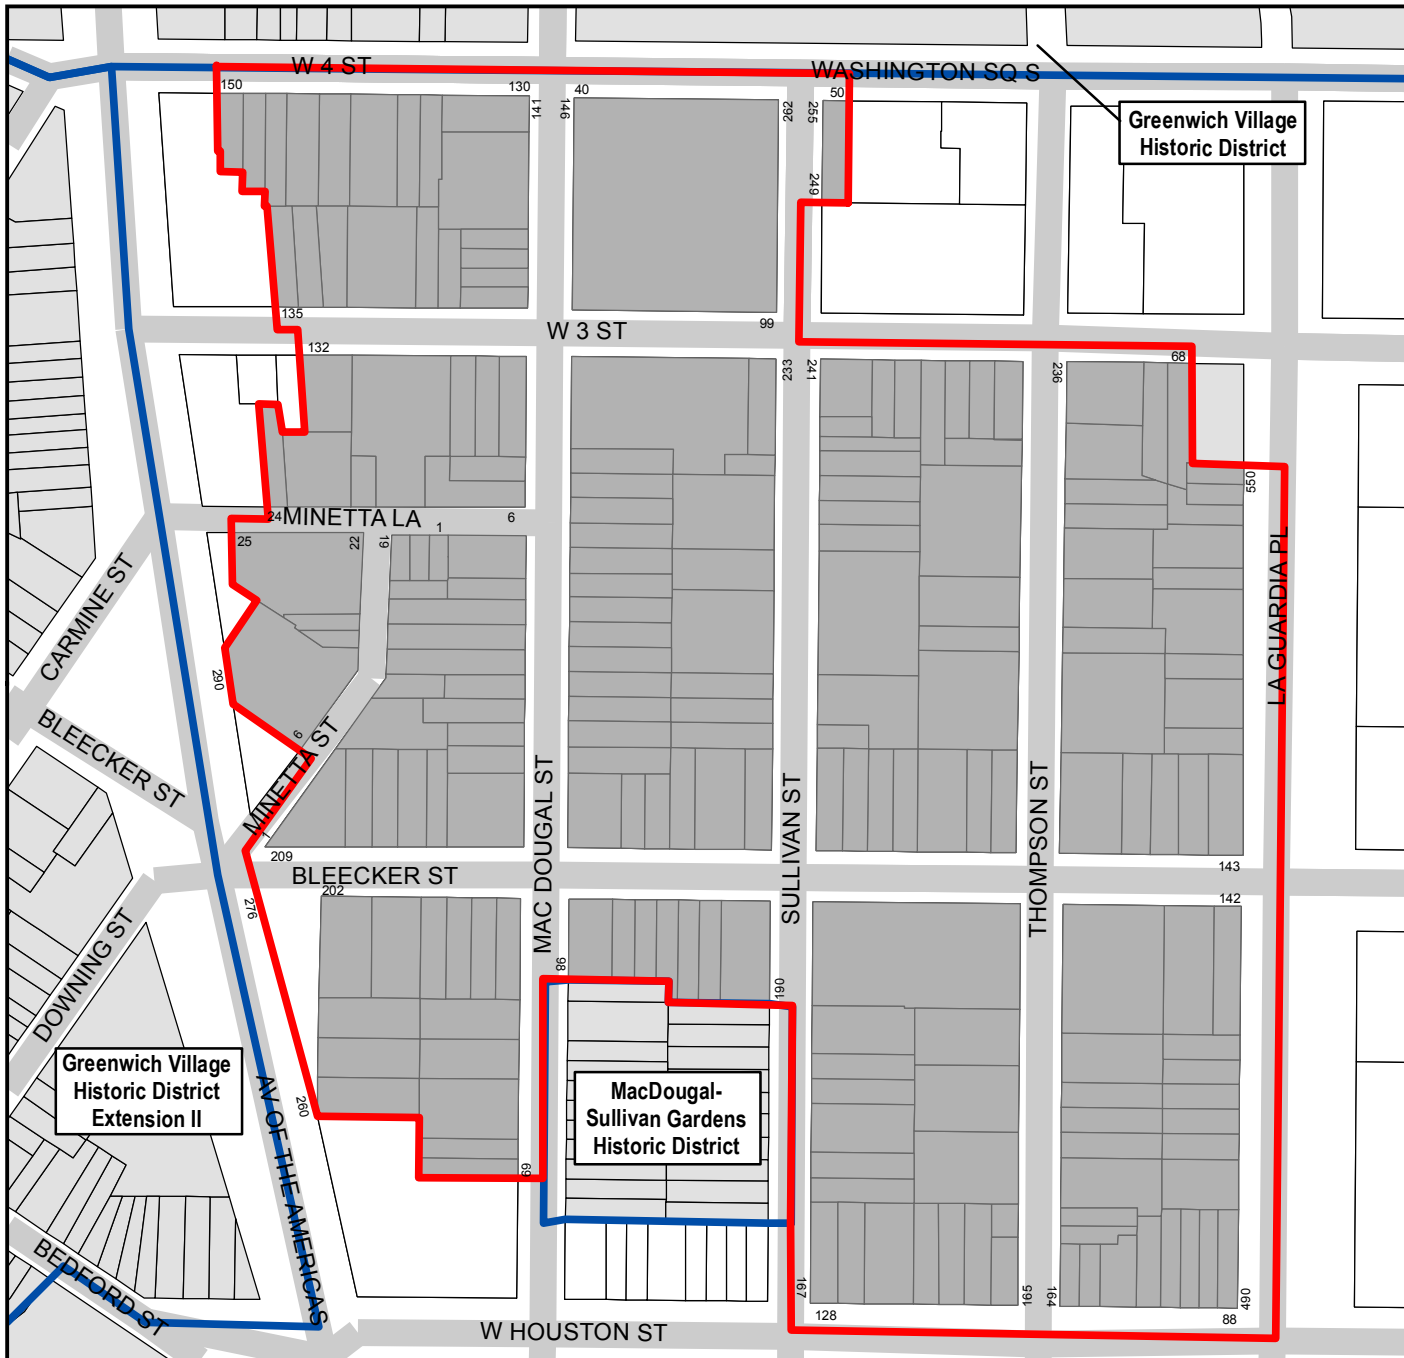 W 4 ST
WASHINGTON SQ S
150
130
141
146
40
262
255
50
249
Greenwich Village
Historic District
135
W 3 ST
99
132
233
241
236
68
550
24
MINETTA LA
6
25
22
19
1
CARMINE ST
LA GUARDIA PL
290
6
BLEECKER ST
MINETTA ST
MAC DOUGAL ST
SULLIVAN ST
THOMPSON ST
1
209
BLEECKER ST
143
202
142
276
DOWNING ST
98
190
Greenwich Village
Historic District
Extension II
MacDougal-
Sullivan Gardens
Historic District
260
AV OF THE AMERICAS
69
BEDFORD ST
167
128
165
164
490
88
W HOUSTON ST